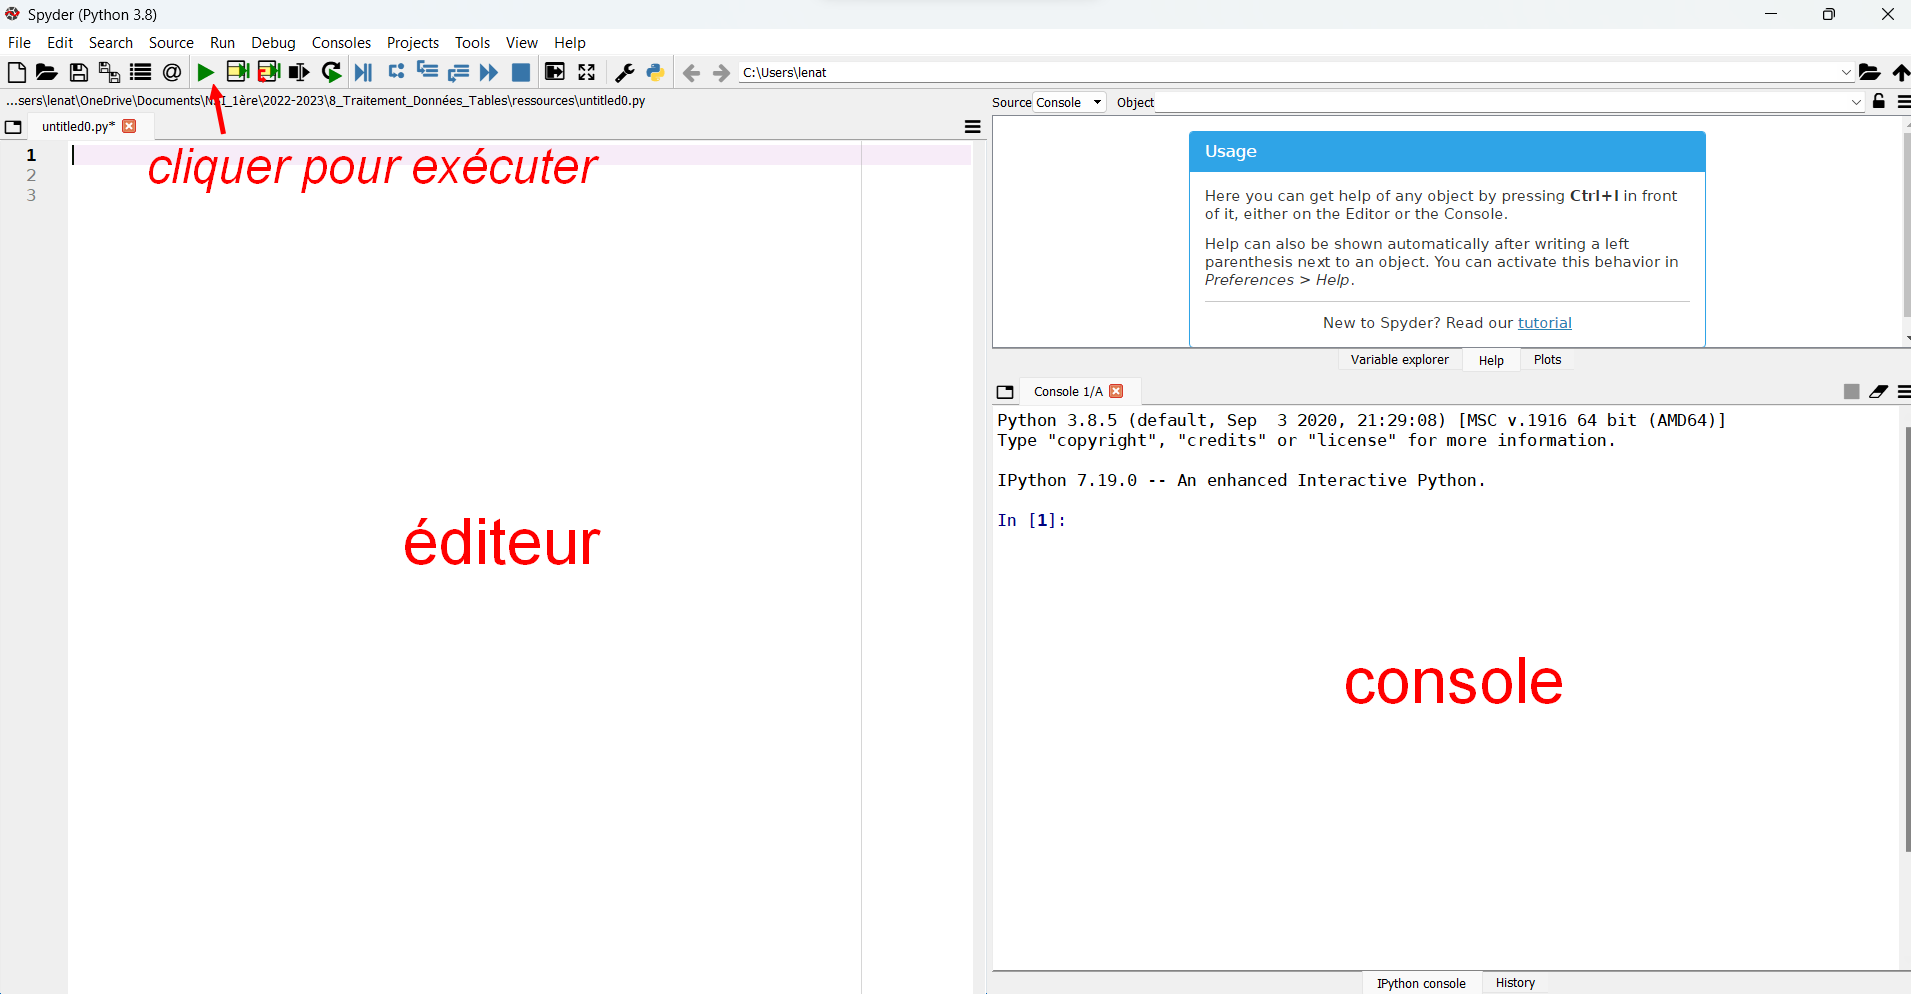 Spyder (Python 3.8)
File Edit Search Source Run Debug Consoles Projects Tools View Help
C:\Users\lenat
...sers\lenat\OneDrive\Documents\NSI_1ère\2022-2023\8_Traitement_Données_Tables\ressources\untitled0.py
untitled0.py*
1
2
3
cliquer pour exécuter
éditeur
Source Console Object
Usage
Here you can get help of any object by pressing Ctrl+I in front
of it, either on the Editor or the Console.
Help can also be shown automatically after writing a left
parenthesis next to an object. You can activate this behavior in
Preferences > Help.
New to Spyder? Read our tutorial
Variable explorer Help Plots
Console 1/A
Python 3.8.5 (default, Sep  3 2020, 21:29:08) [MSC v.1916 64 bit (AMD64)]
Type "copyright", "credits" or "license" for more information.
IPython 7.19.0 -- An enhanced Interactive Python.
In [1]:
console
IPython console History